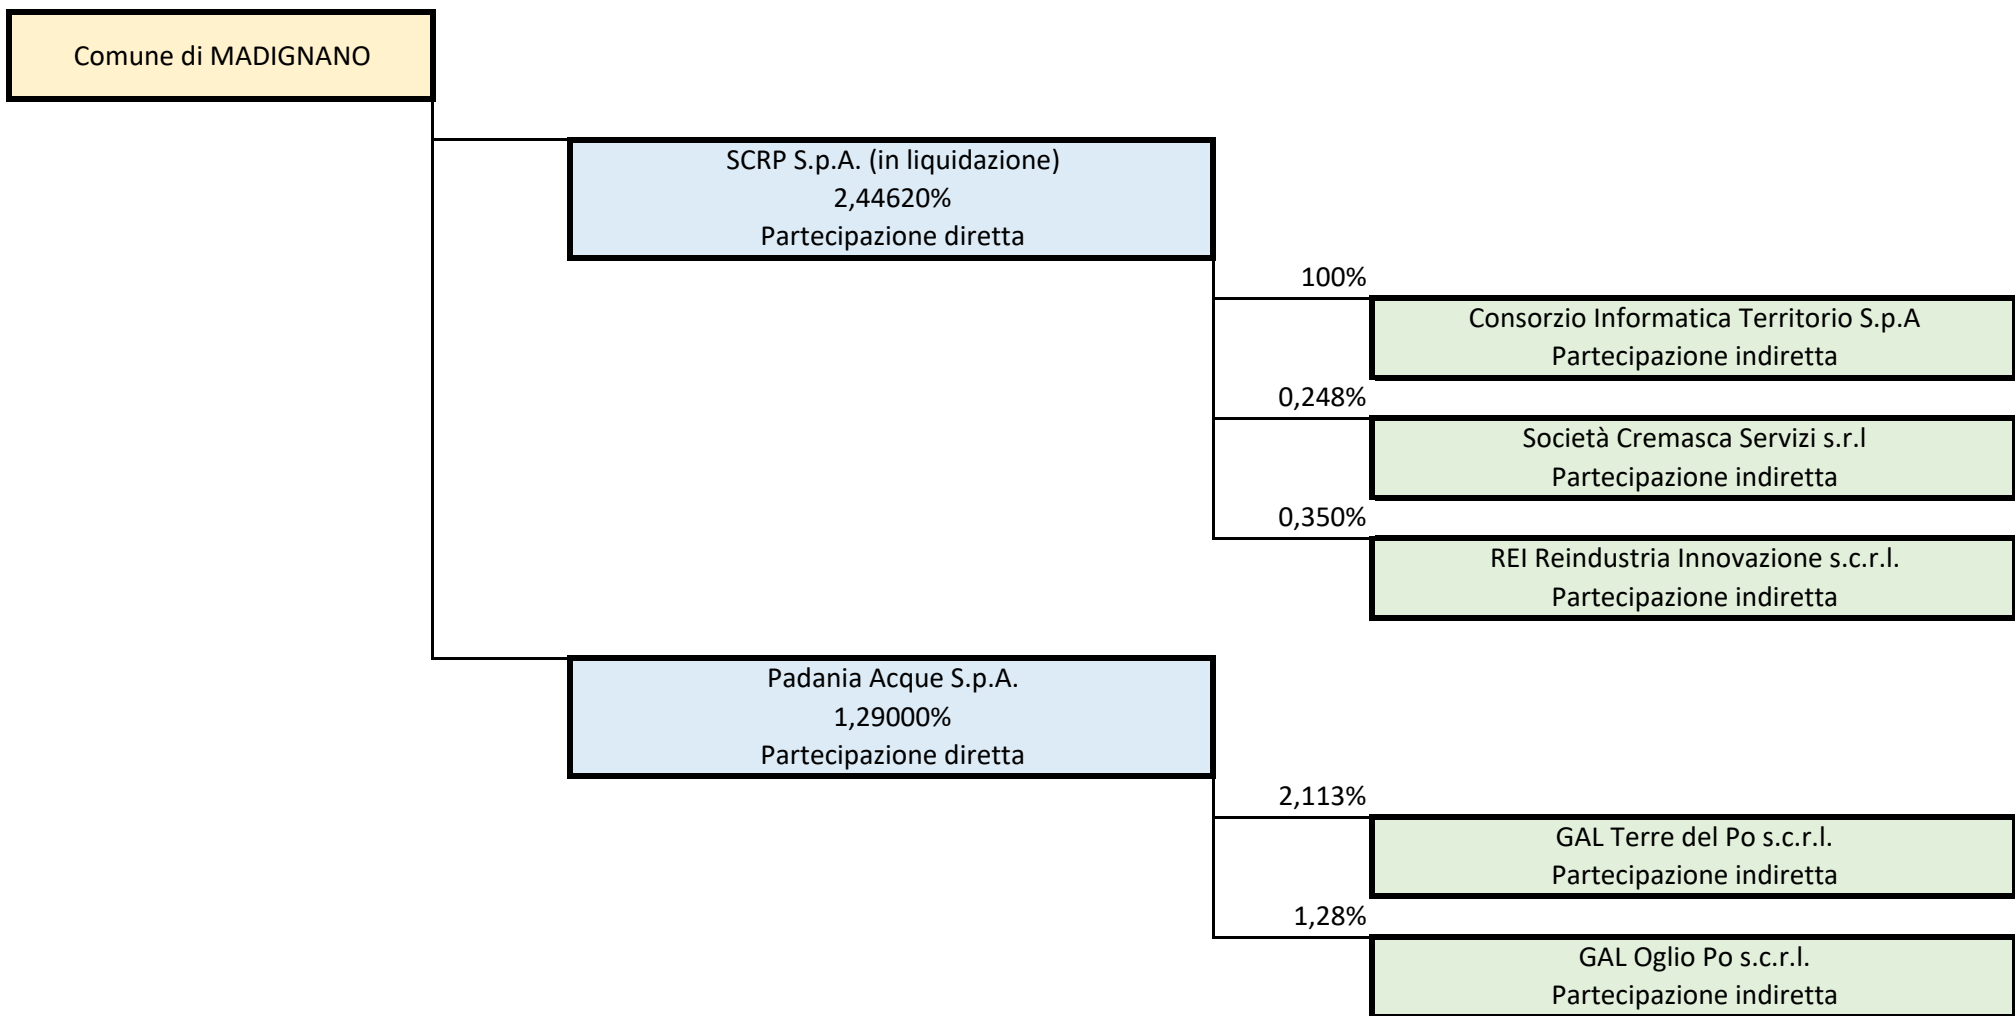 Comune di MADIGNANO
SCRP S.p.A. (in liquidazione)
2,44620%
Partecipazione diretta
100%
Consorzio Informatica Territorio S.p.A
Partecipazione indiretta
0,248%
Società Cremasca Servizi s.r.l
Partecipazione indiretta
0,350%
REI Reindustria Innovazione s.c.r.l.
Partecipazione indiretta
Padania Acque S.p.A.
1,29000%
Partecipazione diretta
2,113%
GAL Terre del Po s.c.r.l.
Partecipazione indiretta
1,28%
GAL Oglio Po s.c.r.l.
Partecipazione indiretta